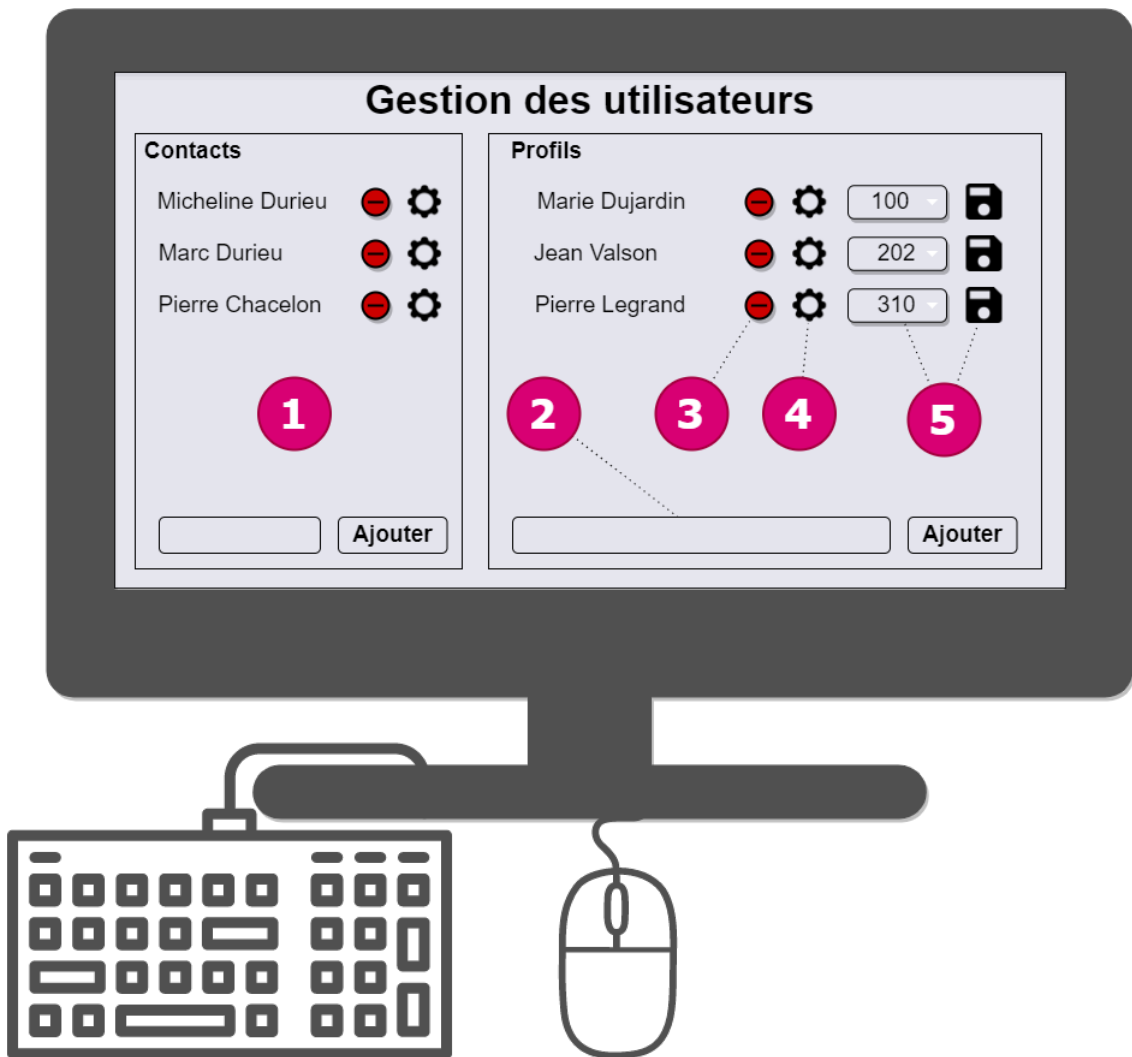 Gestion des utilisateurs
Contacts
Micheline Durieu
Marc Durieu
Pierre Chacelon
1
Ajouter
Profils
Marie Dujardin 100
Jean Valson 202
Pierre Legrand 310
2 3 4 5
Ajouter